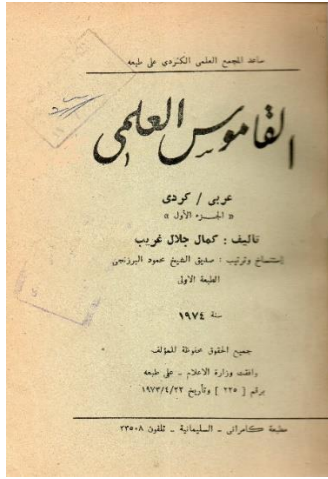 ساعد المجمع العلمي الكردي على طبعه
القاموس العلمي
عربي / كردي
« الجزء الأول »
تأليف : كمال جلال غريب
إستنساخ وترتيب : صديق الشيخ محمود البرزنجي
الطبعة الاولى
سنة ١٩٧٤
جميع الحقوق محفوظة للمؤلف
وافقت وزارة الاعلام ـ على طبعه
برقم [ ٢٢٥ ] وتأريخ ١٩٧٣/٤/٢٢
مطبعة كامراني ـ السليمانية ـ تلفون ٢٣٥٠٨